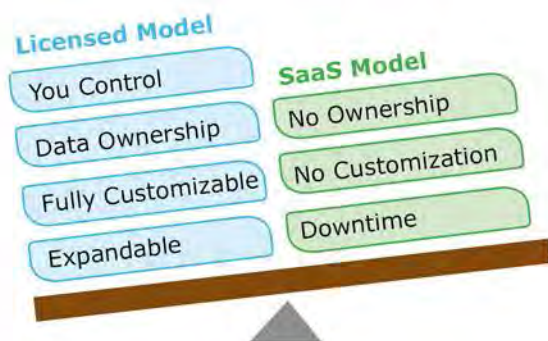 Licensed Model
You Control
Data Ownership
Fully Customizable
Expandable
SaaS Model
No Ownership
No Customization
Downtime